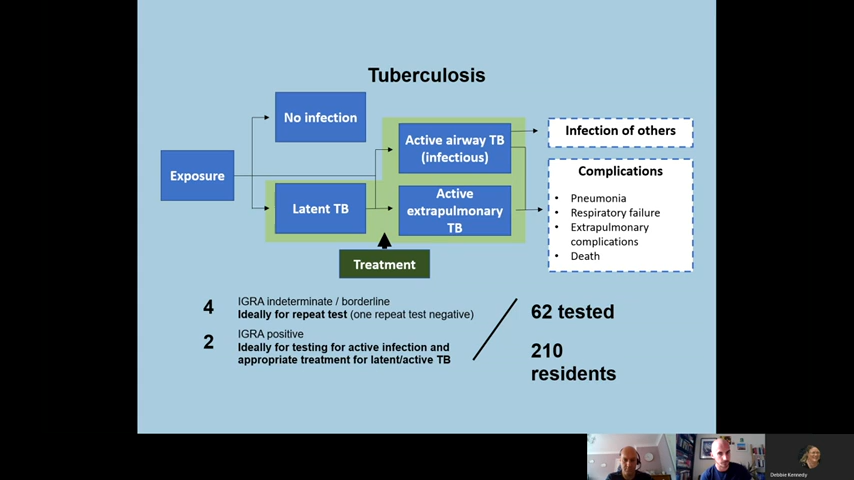 Tuberculosis
No infection
Exposure
Latent TB
Active airway TB
(infectious)
Active
extrapulmonary
TB
Treatment
Infection of others
Complications
• Pneumonia
• Respiratory failure
• Extrapulmonary
complications
• Death
4
IGRA indeterminate / borderline
Ideally for repeat test (one repeat test negative)
2
IGRA positive
Ideally for testing for active infection and
appropriate treatment for latent/active TB
62 tested
210
residents
Debbie Kennedy